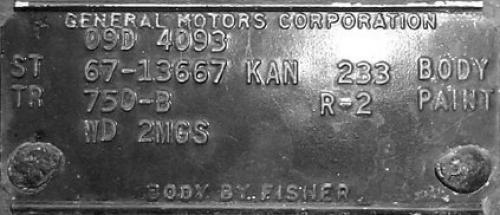 GENERAL MOTORS CORPORATION
09D 4093
ST 67-13667 KAN 233 BODY
TR 750-B R-2 PAINT
WD 2MGS
BODY BY FISHER